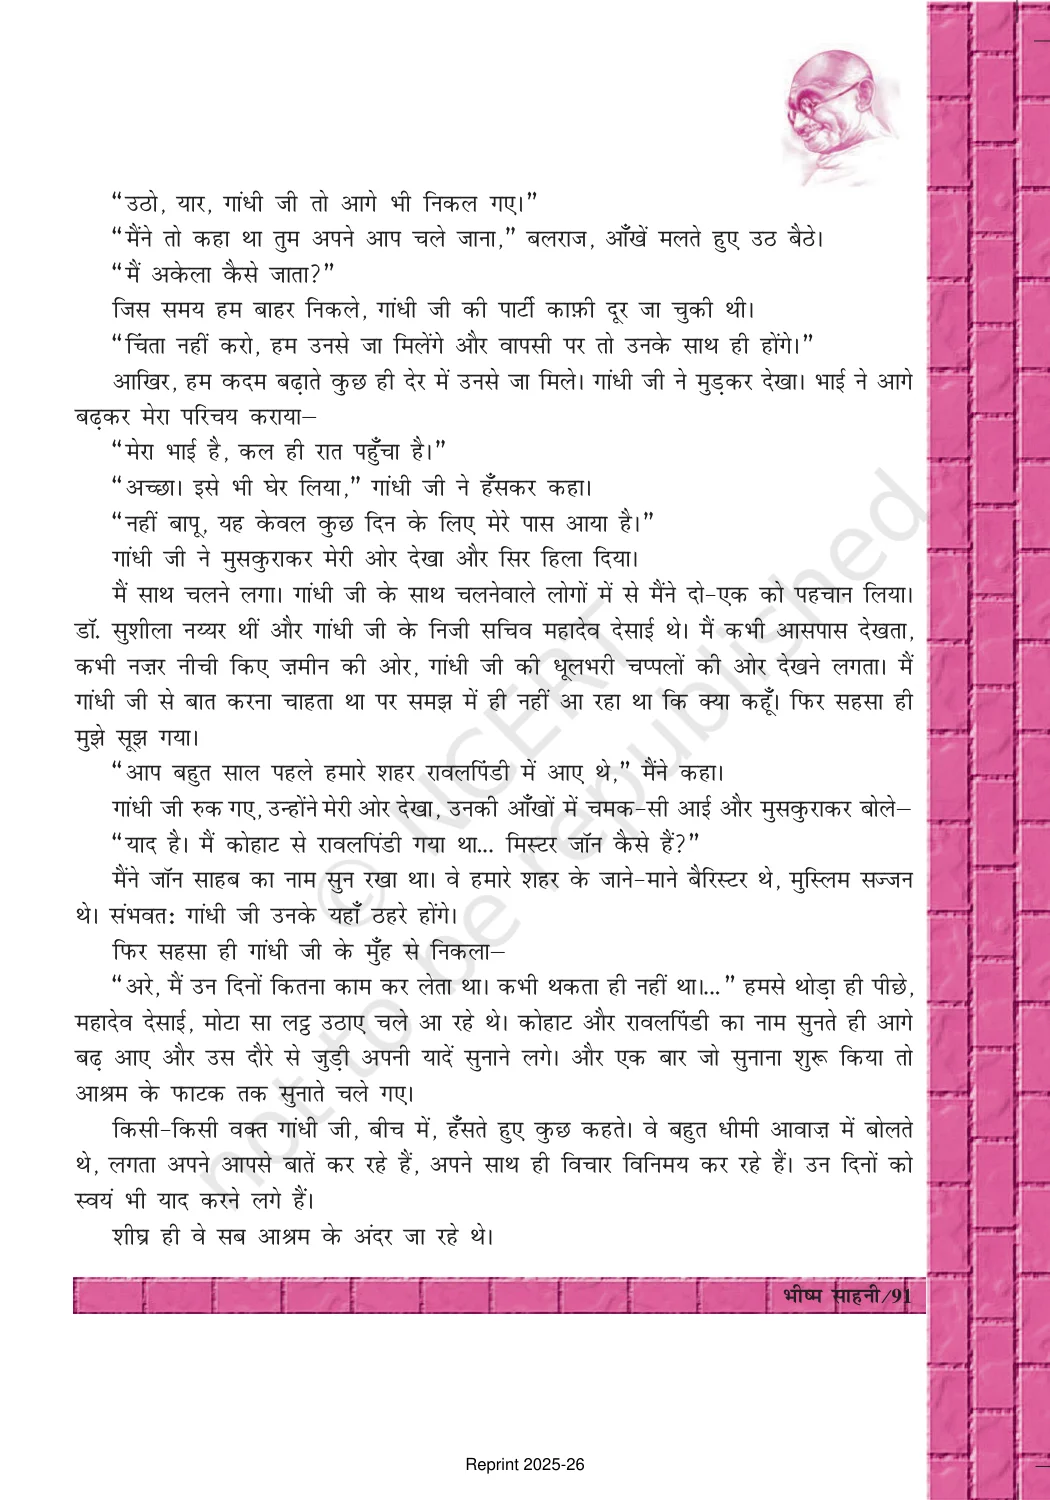 “उठो, यार, गांधी जी तो आगे भी निकल गए।”
“मैंने तो कहा था तुम अपने आप चले जाना,” बलराज, आँखें मलते हुए उठ बैठे।
“मैं अकेला कैसे जाता?”
जिस समय हम बाहर निकले, गांधी जी की पार्टी काफ़ी दूर जा चुकी थी।
“चिंता नहीं करो, हम उनसे जा मिलेंगे और वापसी पर तो उनके साथ ही होंगे।”
आखिर, हम कदम बढ़ाते कुछ ही देर में उनसे जा मिले। गांधी जी ने मुड़कर देखा। भाई ने आगे
बढ़कर मेरा परिचय कराया–
“मेरा भाई है, कल ही रात पहुँचा है।”
“अच्छा। इसे भी घेर लिया,” गांधी जी ने हँसकर कहा।
“नहीं बापू, यह केवल कुछ दिन के लिए मेरे पास आया है।”
गांधी जी ने मुसकुराकर मेरी ओर देखा और सिर हिला दिया।
मैं साथ चलने लगा। गांधी जी के साथ चलनेवाले लोगों में से मैंने दो-एक को पहचान लिया।
डॉ. सुशीला नय्यर थीं और गांधी जी के निजी सचिव महादेव देसाई थे। मैं कभी आसपास देखता,
कभी नज़र नीची किए ज़मीन की ओर, गांधी जी की धूलभरी चप्पलों की ओर देखने लगता। मैं
गांधी जी से बात करना चाहता था पर समझ में ही नहीं आ रहा था कि क्या कहूँ। फिर सहसा ही
मुझे सूझ गया।
“आप बहुत साल पहले हमारे शहर रावलपिंडी में आए थे,” मैंने कहा।
गांधी जी रुक गए, उन्होंने मेरी ओर देखा, उनकी आँखों में चमक-सी आई और मुसकुराकर बोले–
“याद है। मैं कोहाट से रावलपिंडी गया था... मिस्टर जॉन कैसे हैं?”
मैंने जॉन साहब का नाम सुन रखा था। वे हमारे शहर के जाने-माने बैरिस्टर थे, मुस्लिम सज्जन
थे। संभवत: गांधी जी उनके यहाँ ठहरे होंगे।
फिर सहसा ही गांधी जी के मुँह से निकला–
“अरे, मैं उन दिनों कितना काम कर लेता था। कभी थकता ही नहीं था।...” हमसे थोड़ा ही पीछे,
महादेव देसाई, मोटा सा लट्ठ उठाए चले आ रहे थे। कोहाट और रावलपिंडी का नाम सुनते ही आगे
बढ़ आए और उस दौरे से जुड़ी अपनी यादें सुनाने लगे। और एक बार जो सुनाना शुरू किया तो
आश्रम के फाटक तक सुनाते चले गए।
किसी-किसी वक्त गांधी जी, बीच में, हँसते हुए कुछ कहते। वे बहुत धीमी आवाज़ में बोलते
थे, लगता अपने आपसे बातें कर रहे हैं, अपने साथ ही विचार विनिमय कर रहे हैं। उन दिनों को
स्वयं भी याद करने लगे हैं।
शीघ्र ही वे सब आश्रम के अंदर जा रहे थे।
भीष्म साहनी/91
© NCERT
not to be republished
Reprint 2025-26